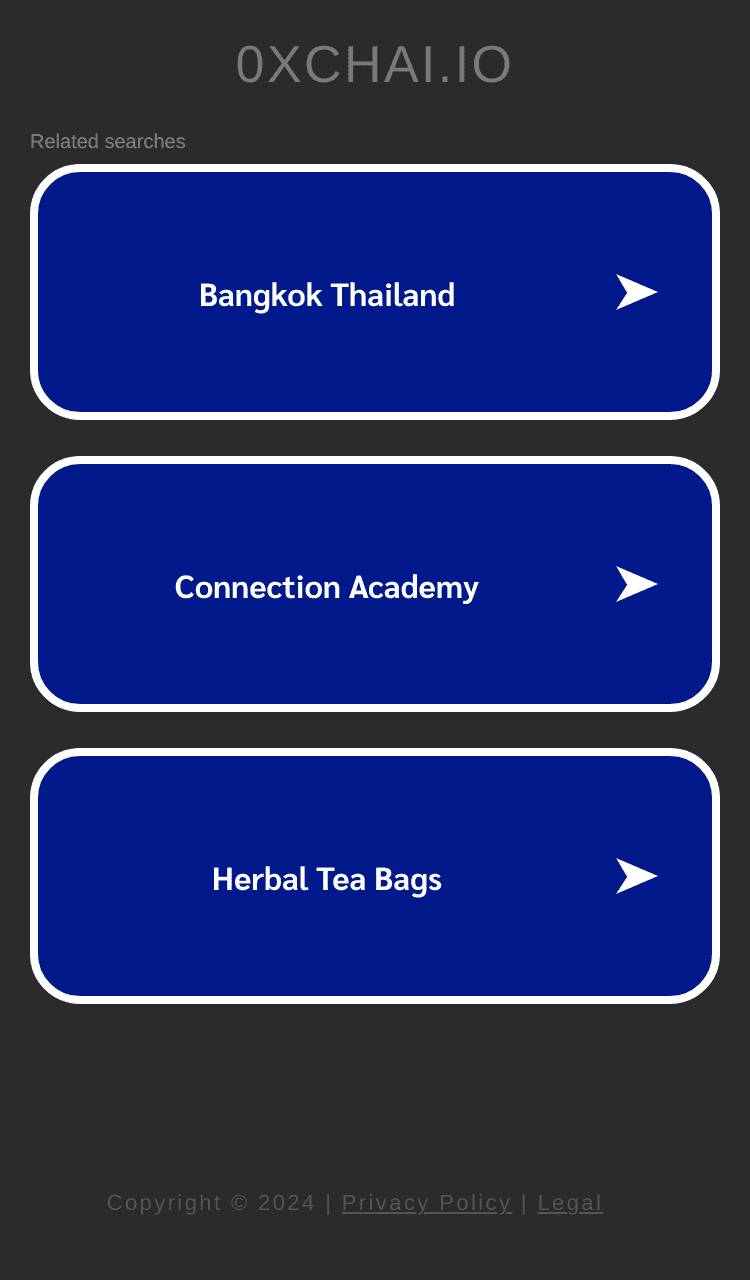 0XCHAI.IO
Related searches
Bangkok Thailand
Connection Academy
Herbal Tea Bags
Copyright © 2024 | Privacy Policy | Legal